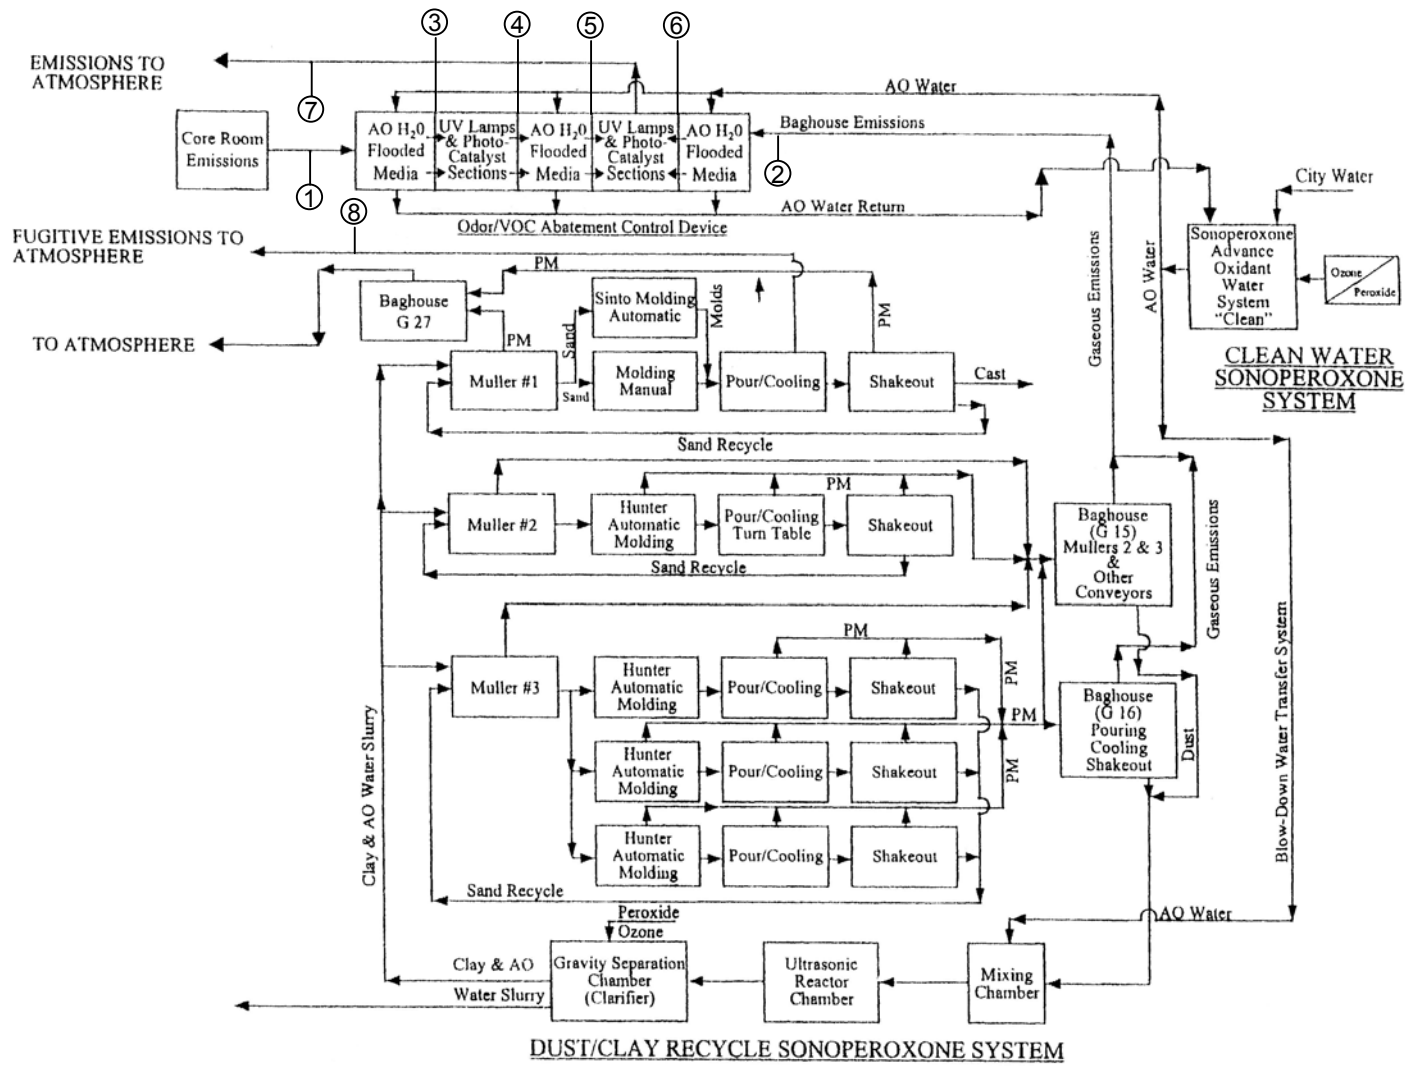 ③
④
⑤
⑥
EMISSIONS TO
ATMOSPHERE
⑦
AO Water
Core Room
Emissions
①
AO H₂0
Flooded
Media
UV Lamps
& Photo-
Catalyst
Sections
AO H₂0
Flooded
Media
UV Lamps
& Photo-
Catalyst
Sections
AO H₂0
Flooded
Media
Baghouse Emissions
②
AO Water Return
Odor/VOC Abatement Control Device
City Water
Sonoperoxone
Advance
Oxidant
Water
System
"Clean"
Ozone
Peroxide
CLEAN WATER
SONOPEROXONE
SYSTEM
Gaseous Emissions
AO Water
⑧
FUGITIVE EMISSIONS TO
ATMOSPHERE
TO ATMOSPHERE
Baghouse
G 27
PM
PM
Muller #1
Sand
Sand
Sinto Molding
Automatic
Molds
Molding
Manual
Pour/Cooling
PM
Shakeout
Cast
Sand Recycle
Muller #2
Hunter
Automatic
Molding
PM
Pour/Cooling
Turn Table
Shakeout
Sand Recycle
Baghouse
(G 15)
Mullers 2 & 3
&
Other
Conveyors
Gaseous Emissions
Muller #3
Hunter
Automatic
Molding
Pour/Cooling
Shakeout
PM
PM
PM
PM
Hunter
Automatic
Molding
Pour/Cooling
Shakeout
Hunter
Automatic
Molding
Pour/Cooling
Shakeout
Sand Recycle
Baghouse
(G 16)
Pouring
Cooling
Shakeout
Dust
Blow-Down Water Transfer System
Clay & AO Water Slurry
AO Water
Peroxide
Ozone
Clay & AO
Water Slurry
Gravity Separation
Chamber
(Clarifier)
Ultrasonic
Reactor
Chamber
Mixing
Chamber
DUST/CLAY RECYCLE SONOPEROXONE SYSTEM